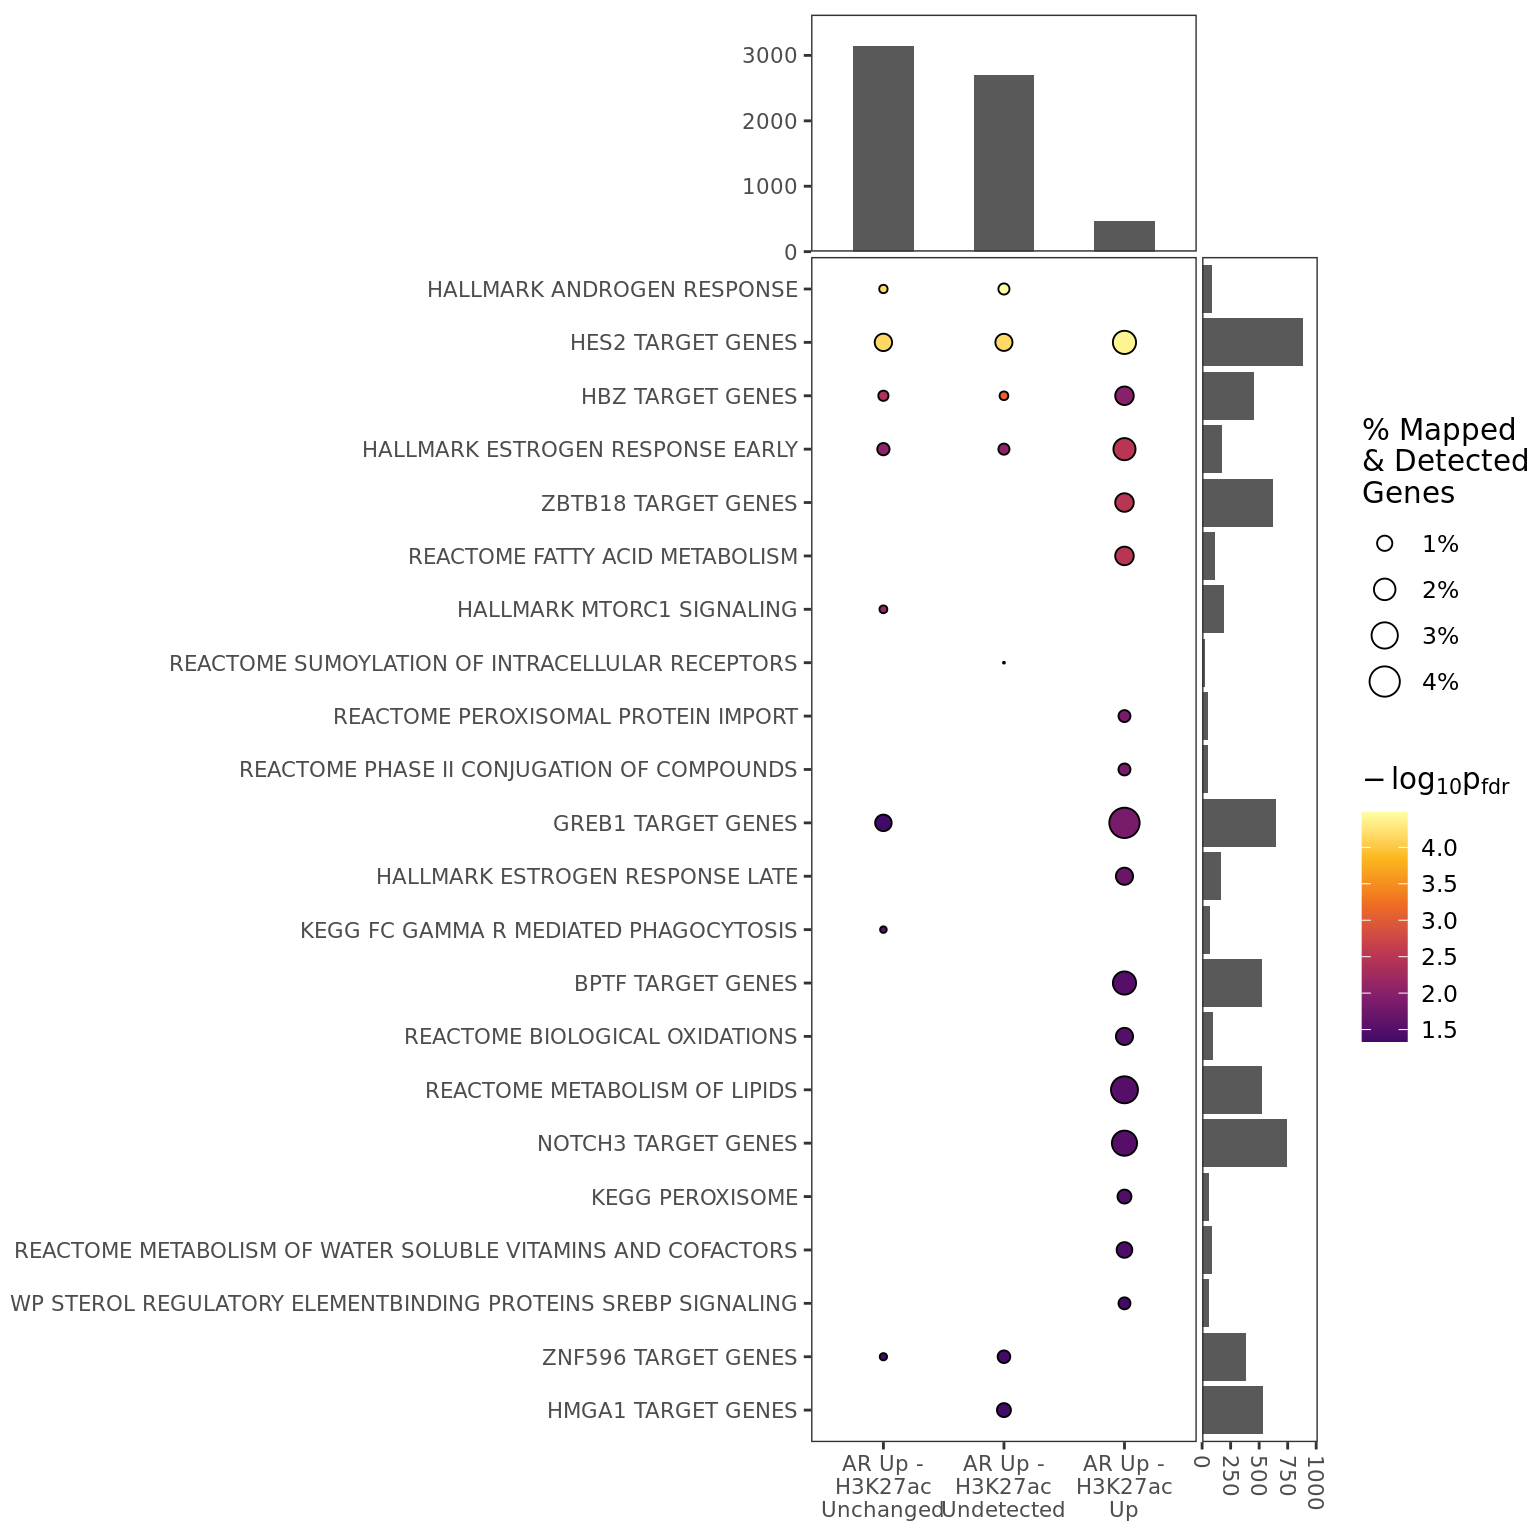 3000
2000
1000
0
HALLMARK ANDROGEN RESPONSE
HES2 TARGET GENES
HBZ TARGET GENES
HALLMARK ESTROGEN RESPONSE EARLY
ZBTB18 TARGET GENES
REACTOME FATTY ACID METABOLISM
HALLMARK MTORC1 SIGNALING
REACTOME SUMOYLATION OF INTRACELLULAR RECEPTORS
REACTOME PEROXISOMAL PROTEIN IMPORT
REACTOME PHASE II CONJUGATION OF COMPOUNDS
GREB1 TARGET GENES
HALLMARK ESTROGEN RESPONSE LATE
KEGG FC GAMMA R MEDIATED PHAGOCYTOSIS
BPTF TARGET GENES
REACTOME BIOLOGICAL OXIDATIONS
REACTOME METABOLISM OF LIPIDS
NOTCH3 TARGET GENES
KEGG PEROXISOME
REACTOME METABOLISM OF WATER SOLUBLE VITAMINS AND COFACTORS
WP STEROL REGULATORY ELEMENTBINDING PROTEINS SREBP SIGNALING
ZNF596 TARGET GENES
HMGA1 TARGET GENES
AR Up -
H3K27ac
Unchanged
AR Up -
H3K27ac
Undetected
AR Up -
H3K27ac
Up
0
250
500
750
1000
% Mapped
& Detected
Genes
1%
2%
3%
4%
−log10pfdr
4.0
3.5
3.0
2.5
2.0
1.5